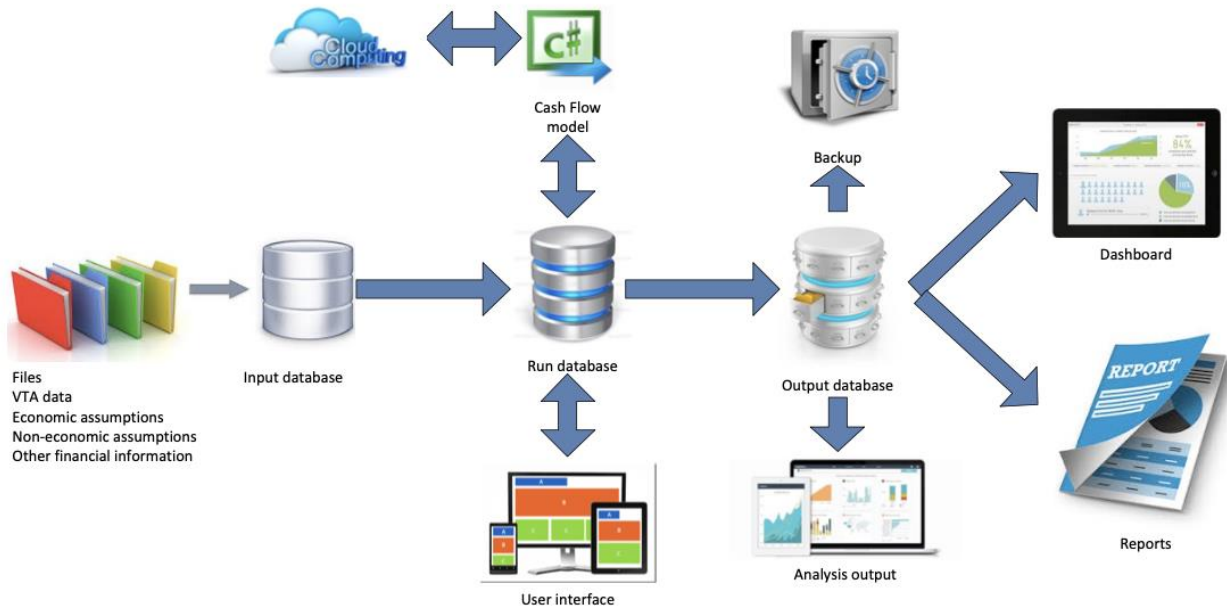 Cloud
Computing
C#
Cash Flow
model
Backup
84%
Dashboard
Files
VTA data
Economic assumptions
Non-economic assumptions
Other financial information
Input database
Run database
Output database
REPORT
A
B
C
A
B
A
B
C
User interface
Analysis output
Reports